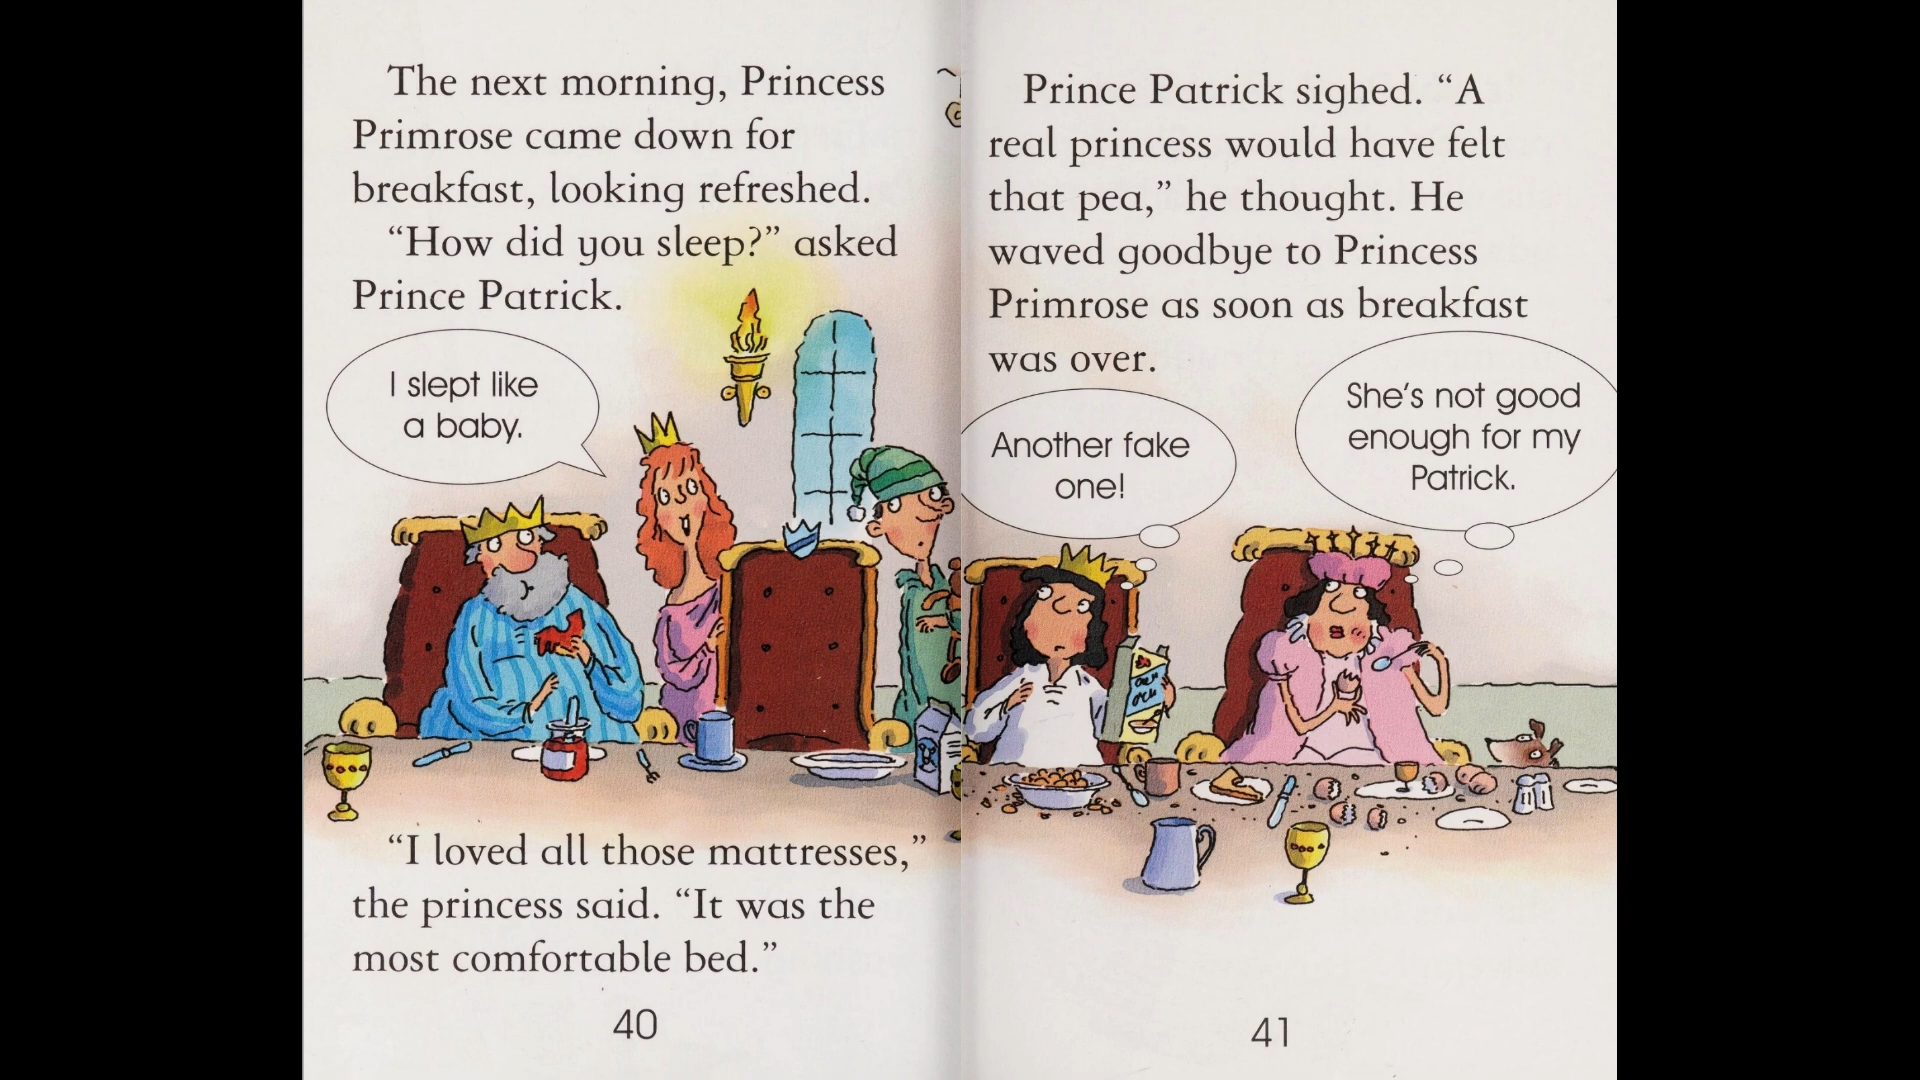 The next morning, Princess
Primrose came down for
breakfast, looking refreshed.
“How did you sleep?” asked
Prince Patrick.
I slept like
a baby.
“I loved all those mattresses,”
the princess said. “It was the
most comfortable bed.”
40
Prince Patrick sighed. “A
real princess would have felt
that pea,” he thought. He
waved goodbye to Princess
Primrose as soon as breakfast
was over.
Another fake
one!
She’s not good
enough for my
Patrick.
41